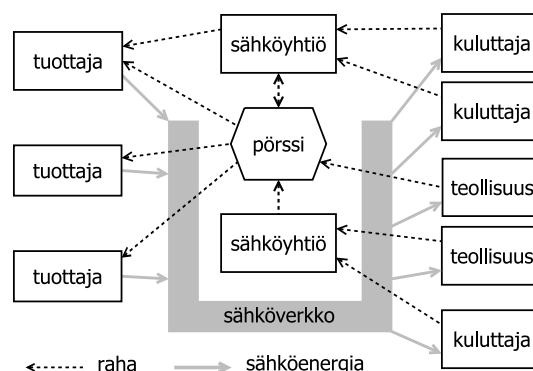 tuottaja
sähköyhtiö
kuluttaja
kuluttaja
pörssi
tuottaja
teollisuus
sähköyhtiö
teollisuus
tuottaja
sähköverkko
kuluttaja
raha
sähköenergia